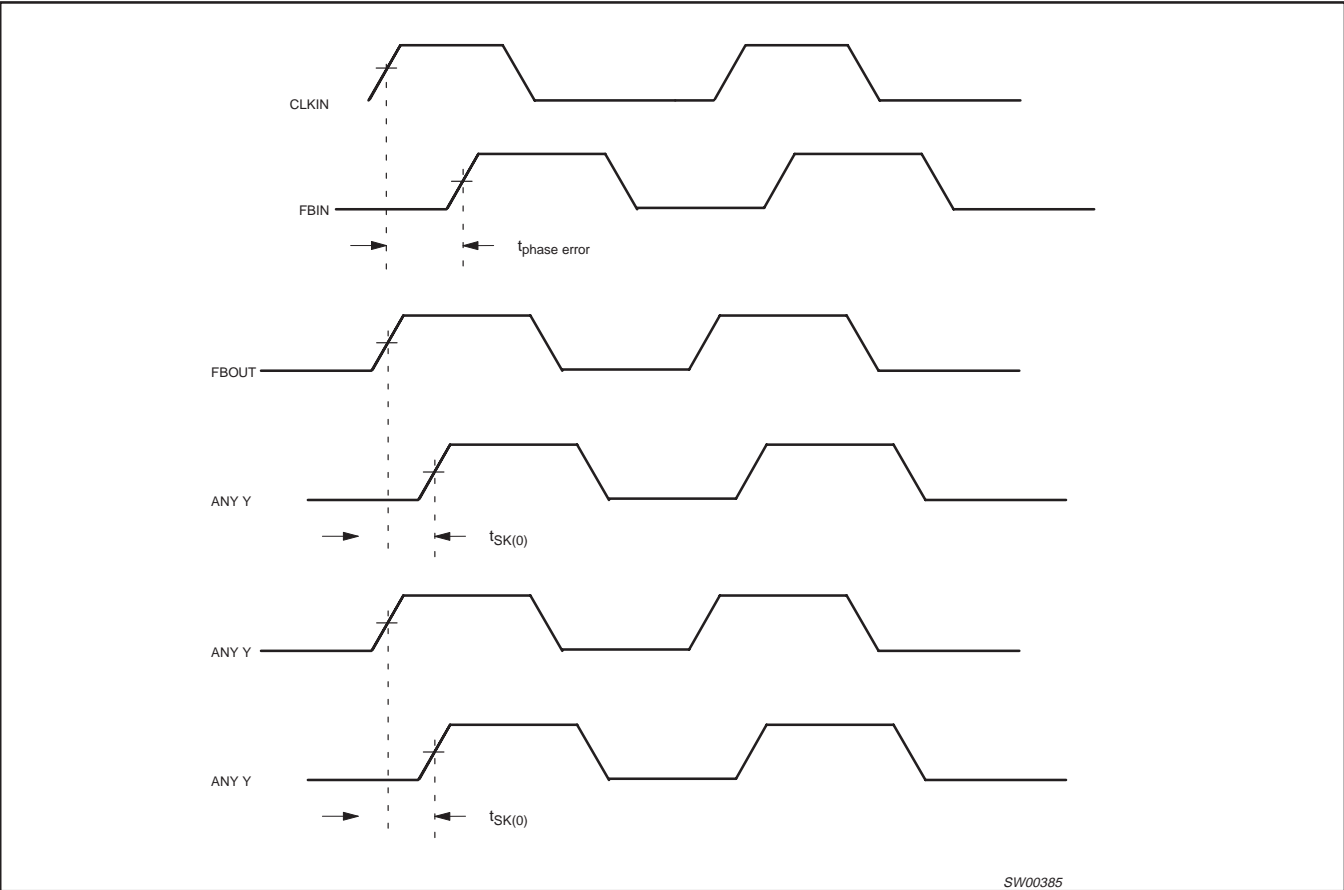 CLKIN
FBIN
tphase error
FBOUT
ANY Y
tSK(0)
ANY Y
ANY Y
tSK(0)
SW00385